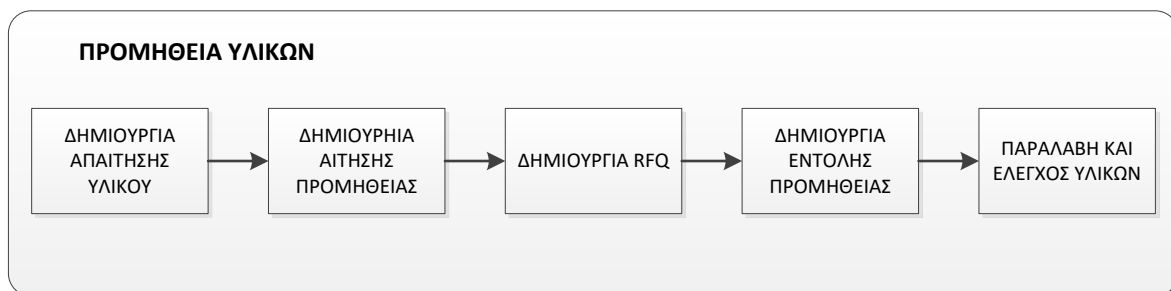 ΠΡΟΜΗΘΕΙΑ ΥΛΙΚΩΝ
ΔΗΜΙΟΥΡΓΙΑ
ΑΠΑΙΤΗΣΗΣ
ΥΛΙΚΟΥ
ΔΗΜΙΟΥΡΗΙΑ
ΑΙΤΗΣΗΣ
ΠΡΟΜΗΘΕΙΑΣ
ΔΗΜΙΟΥΡΓΙΑ RFQ
ΔΗΜΙΟΥΡΓΙΑ
ΕΝΤΟΛΗΣ
ΠΡΟΜΗΘΕΙΑΣ
ΠΑΡΑΛΑΒΗ ΚΑΙ
ΕΛΕΓΧΟΣ ΥΛΙΚΩΝ